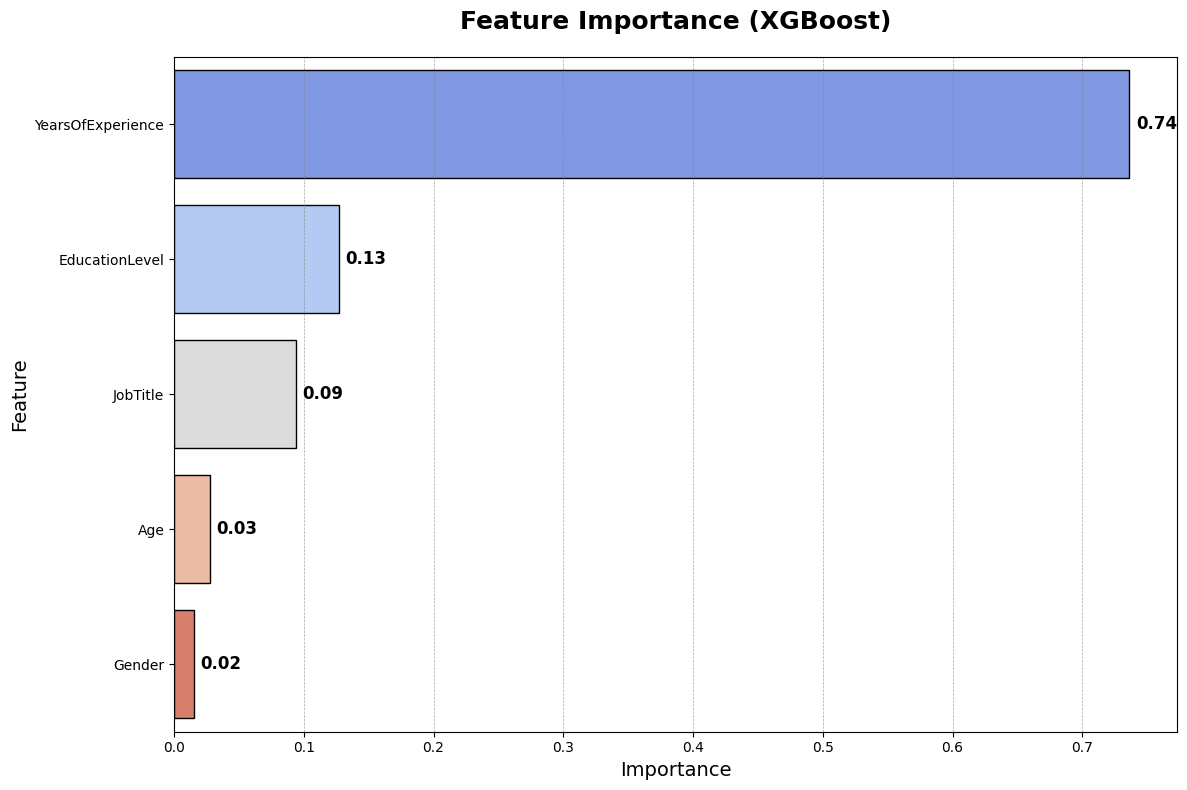 Feature Importance (XGBoost)
YearsOfExperience
0.74
EducationLevel
0.13
JobTitle
0.09
Age
0.03
Gender
0.02
Feature
0.0 0.1 0.2 0.3 0.4 0.5 0.6 0.7
Importance